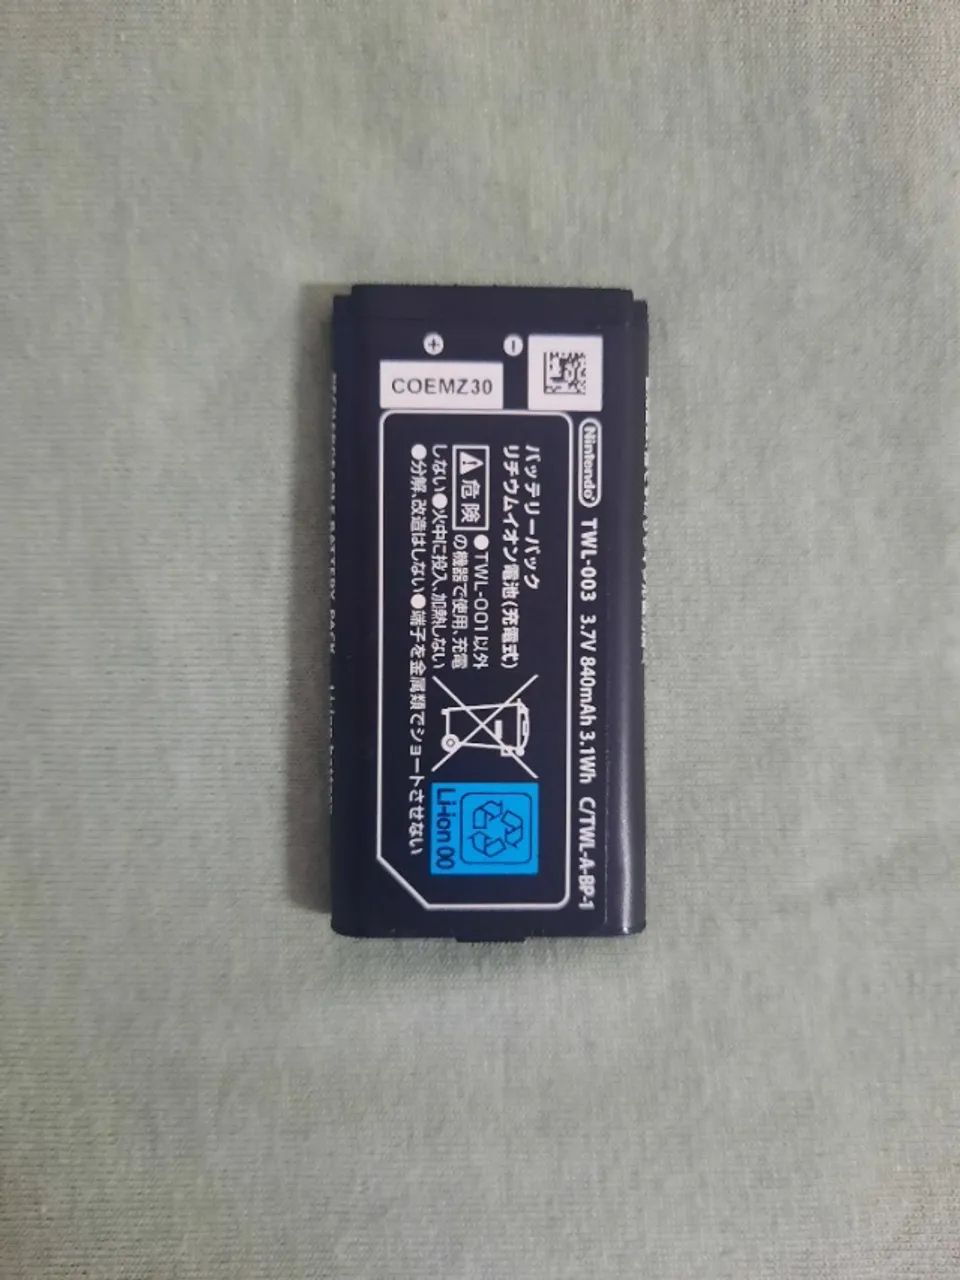 + -
COEMZ30
Nintendo TWL-003 3.7V 840mAh 3.1Wh C/TWL-A-BP-1
バッテリーパック
リチウムイオン電池(充電式)
危険 ●TWL-001以外
の機器で使用、充電
しない●火中に投入、加熱しない
●分解、改造はしない●端子を金属類でショートさせない
Li-ion 00